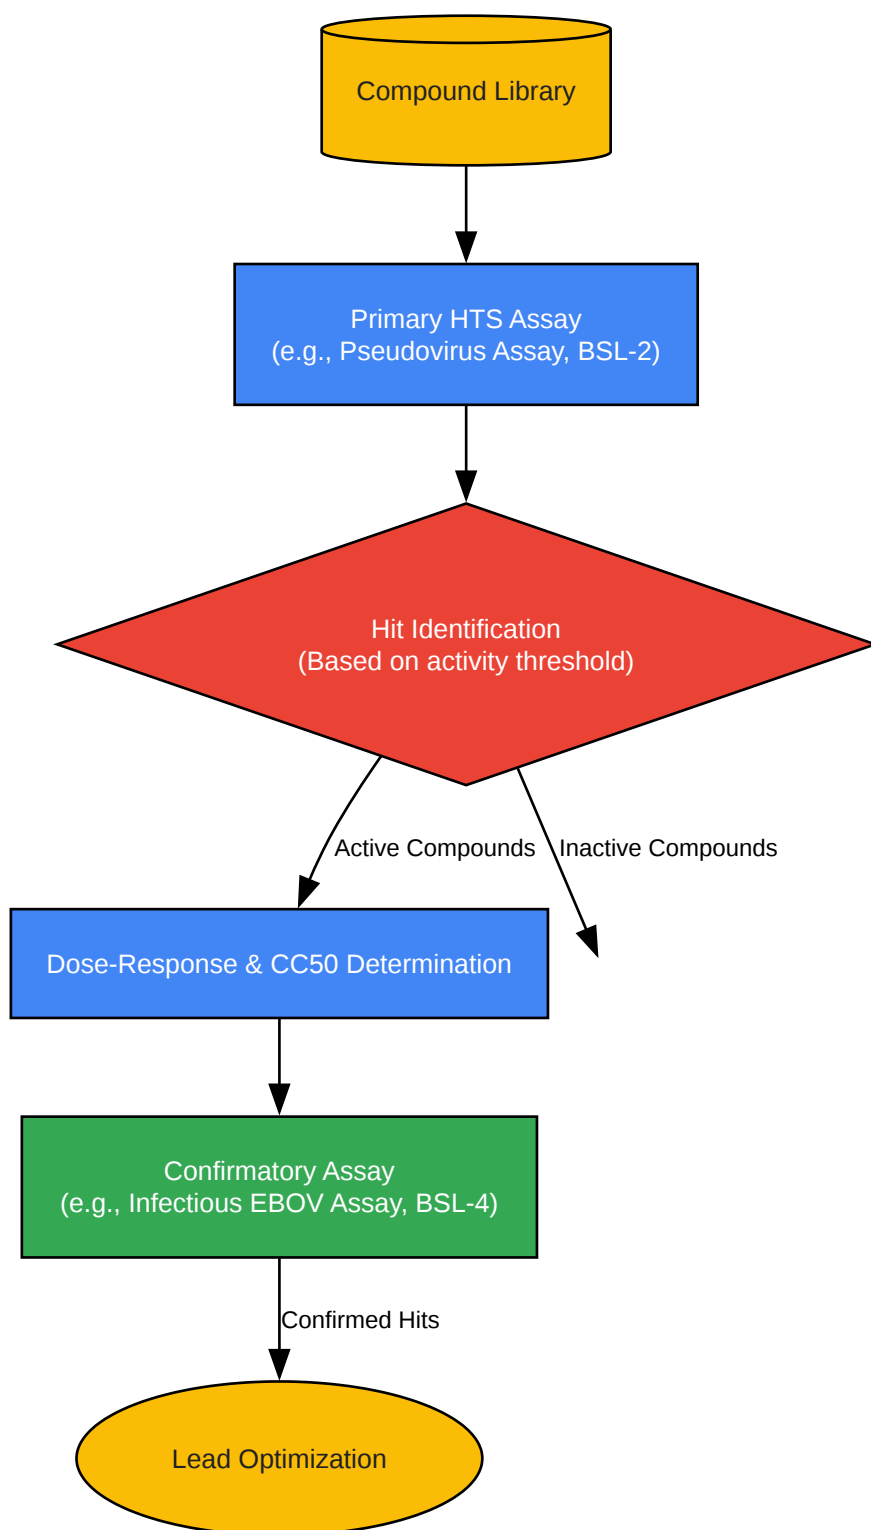 Compound Library
Primary HTS Assay
(e.g., Pseudovirus Assay, BSL-2)
Hit Identification
(Based on activity threshold)
Active Compounds
Inactive Compounds
Dose-Response & CC50 Determination
Confirmatory Assay
(e.g., Infectious EBOV Assay, BSL-4)
Confirmed Hits
Lead Optimization